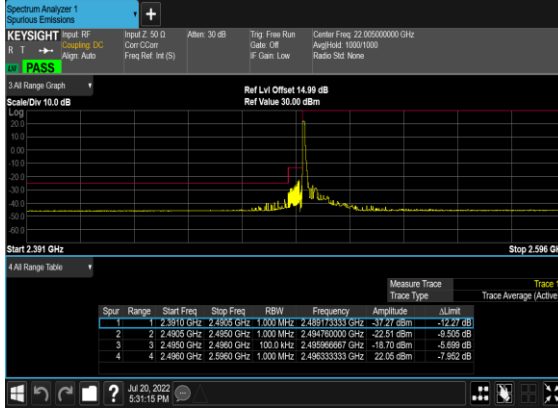 Spectrum Analyzer 1
Spurious Emissions
+
KEYSIGHT Input: RF Input Z: 50 Ω Atten: 30 dB Trig: Free Run Center Freq: 22.005000000 GHz
R T Coupling: DC Corr CCorr Gate: Off Avg|Hold: 1000/1000
Align: Auto Freq Ref: Int (S) IF Gain: Low Radio Std: None
PASS
3 All Range Graph Ref Lvl Offset 14.99 dB
Scale/Div 10.0 dB Ref Value 30.00 dBm
Log
20.0
10.0
0.00
-10.0
-20.0
-30.0
-40.0
-50.0
-60.0
Start 2.391 GHz Stop 2.596 GH
4 All Range Table
Measure Trace Trace 1
Trace Type Trace Average (Active
Spur Range Start Freq Stop Freq RBW Frequency Amplitude ΔLimit
1 1 2.3910 GHz 2.4905 GHz 1.000 MHz 2.489173333 GHz -37.27 dBm -12.27 dB
2 2 2.4905 GHz 2.4950 GHz 1.000 MHz 2.494760000 GHz -22.51 dBm -9.505 dB
3 3 2.4950 GHz 2.4960 GHz 100.0 kHz 2.495966667 GHz -18.70 dBm -5.699 dB
4 4 2.4960 GHz 2.5960 GHz 1.000 MHz 2.496333333 GHz 22.05 dBm -7.952 dB
? Jul 20, 2022
5:31:15 PM